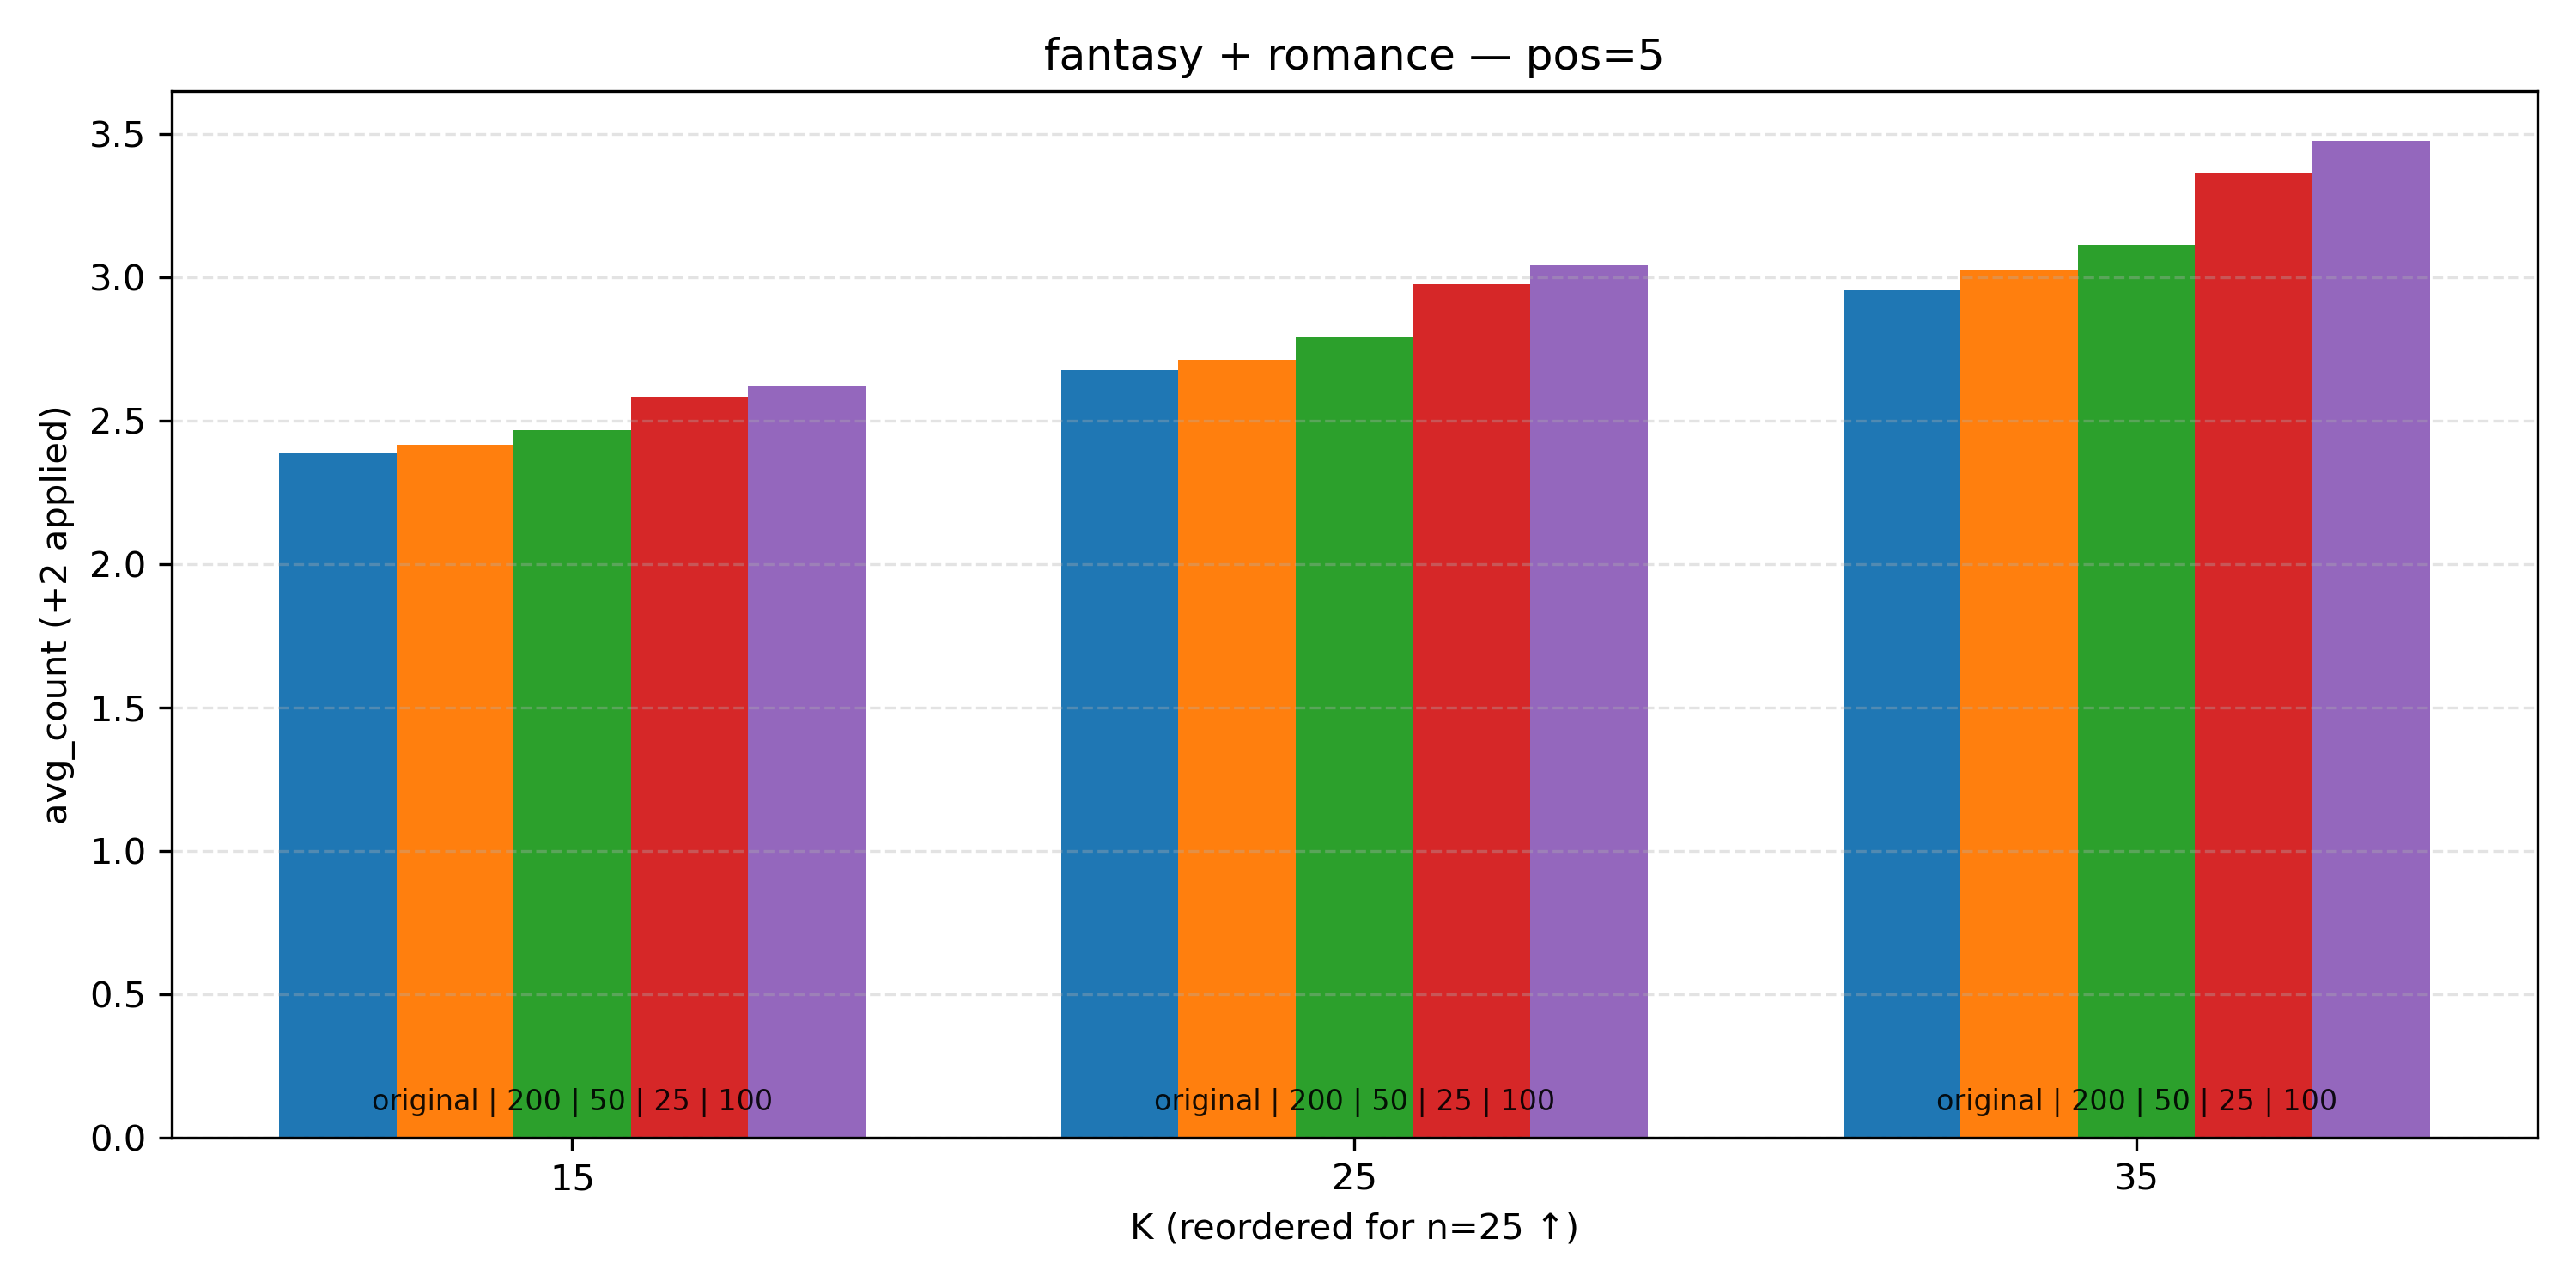 fantasy + romance — pos=5
avg_count (+2 applied)
3.5
3.0
2.5
2.0
1.5
1.0
0.5
0.0
original | 200 | 50 | 25 | 100
original | 200 | 50 | 25 | 100
original | 200 | 50 | 25 | 100
15
25
35
K (reordered for n=25 ↑)